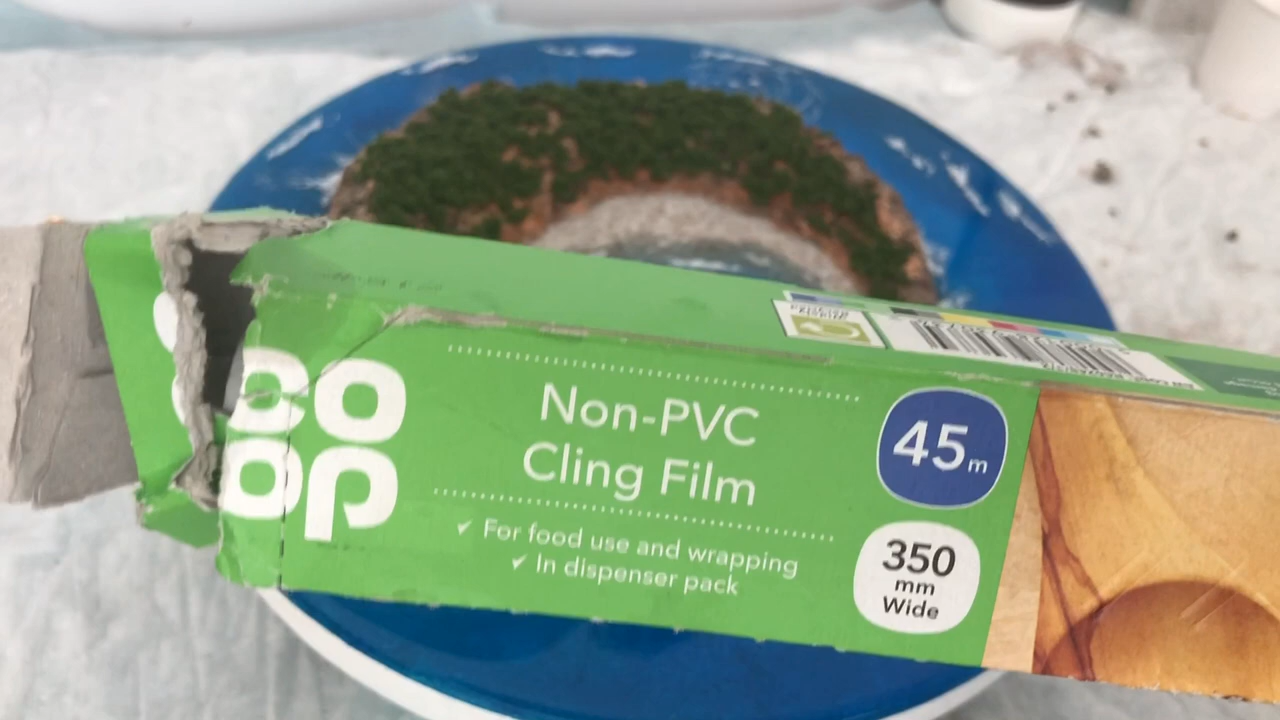 CO
OP
Non-PVC
Cling Film
✓ For food use and wrapping
✓ In dispenser pack
45m
350
mm
Wide